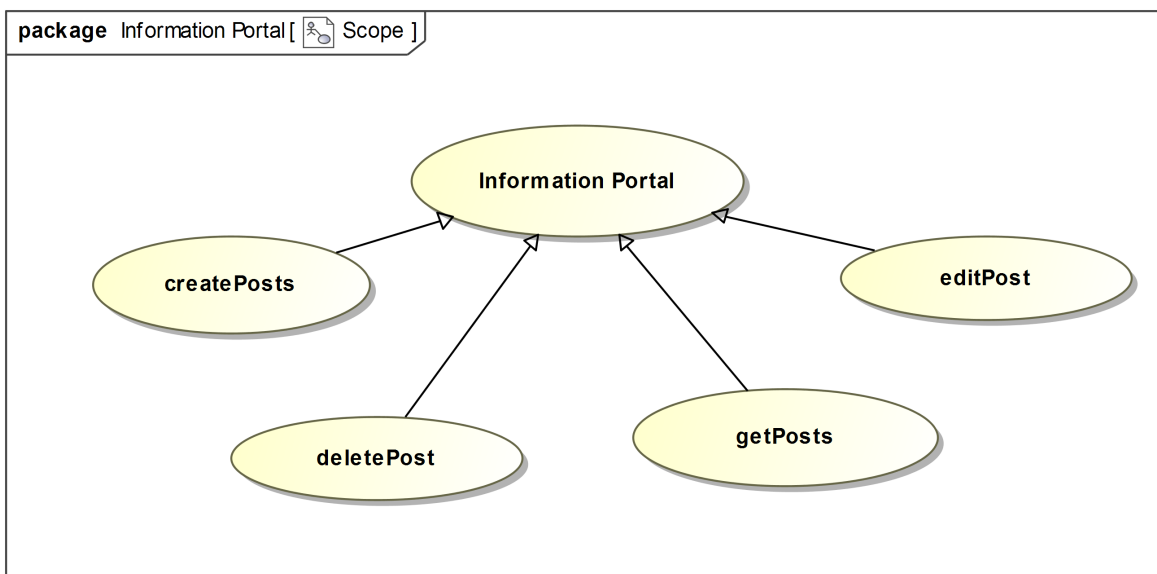 package Information Portal [ Scope ]
Information Portal
createPosts
editPost
deletePost
getPosts